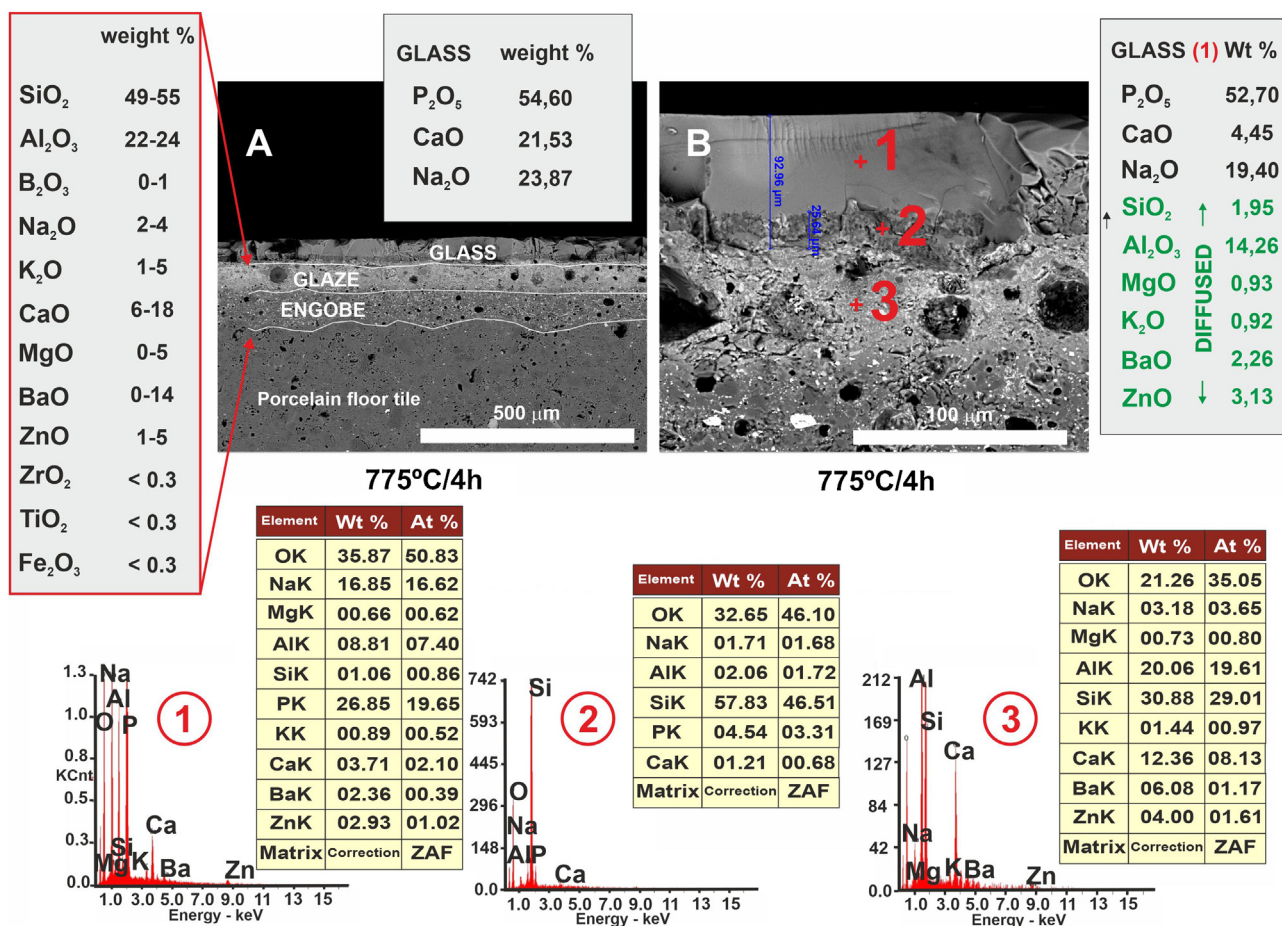 weight %
SiO₂ 49-55
Al₂O₃ 22-24
B₂O₃ 0-1
Na₂O 2-4
K₂O 1-5
CaO 6-18
MgO 0-5
BaO 0-14
ZnO 1-5
ZrO₂ < 0.3
TiO₂ < 0.3
Fe₂O₃ < 0.3
GLASS weight %
P₂O₅ 54,60
CaO 21,53
Na₂O 23,87
A
GLASS
GLAZE
ENGOBE
Porcelain floor tile
500 µm
775ºC/4h
B
92.96 µm
25.64 µm
1
2
3
100 µm
775ºC/4h
GLASS (1) Wt %
P₂O₅ 52,70
CaO 4,45
Na₂O 19,40
SiO₂ ↑ 1,95
Al₂O₃ 14,26
MgO 0,93
K₂O 0,92
BaO 2,26
ZnO ↓ 3,13
DIFFUSED
Element Wt % At %
OK 35.87 50.83
NaK 16.85 16.62
MgK 00.66 00.62
AlK 08.81 07.40
SiK 01.06 00.86
PK 26.85 19.65
KK 00.89 00.52
CaK 03.71 02.10
BaK 02.36 00.39
ZnK 02.93 01.02
Matrix Correction ZAF
Element Wt % At %
OK 32.65 46.10
NaK 01.71 01.68
AlK 02.06 01.72
SiK 57.83 46.51
PK 04.54 03.31
CaK 01.21 00.68
Matrix Correction ZAF
Element Wt % At %
OK 21.26 35.05
NaK 03.18 03.65
MgK 00.73 00.80
AlK 20.06 19.61
SiK 30.88 29.01
KK 01.44 00.97
CaK 12.36 08.13
BaK 06.08 01.17
ZnK 04.00 01.61
Matrix Correction ZAF
1.3
1.0
0.8
KCnt
0.5
0.3
0.0
Na
Al
O P
1
Ca
Si
Mg K Ba Zn
1.0 3.0 5.0 7.0 9.0 11 13 15
Energy - keV
742
593
445
296
148
0.0
Si
2
O
Na
Al P
Ca
1.0 3.0 5.0 7.0 9.0 11 13 15
Energy - keV
212
169
127
84
42
0.0
Al
Si
O
3
Ca
Na
Mg K Ba Zn
1.0 3.0 5.0 7.0 9.0 11 13 15
Energy - keV